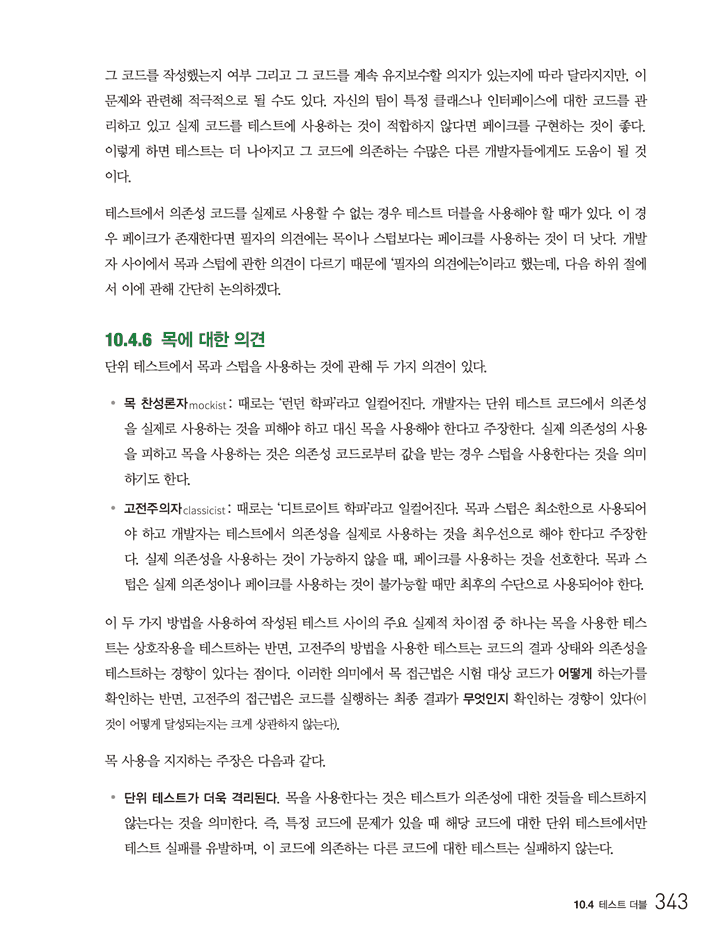 그 코드를 작성했는지 여부 그리고 그 코드를 계속 유지보수할 의지가 있는지에 따라 달라지지만, 이
문제와 관련해 적극적으로 될 수도 있다. 자신의 팀이 특정 클래스나 인터페이스에 대한 코드를 관
리하고 있고 실제 코드를 테스트에 사용하는 것이 적합하지 않다면 페이크를 구현하는 것이 좋다.
이렇게 하면 테스트는 더 나아지고 그 코드에 의존하는 수많은 다른 개발자들에게도 도움이 될 것
이다.
테스트에서 의존성 코드를 실제로 사용할 수 없는 경우 테스트 더블을 사용해야 할 때가 있다. 이 경
우 페이크가 존재한다면 필자의 의견에는 목이나 스텁보다는 페이크를 사용하는 것이 더 낫다. 개발
자 사이에서 목과 스텁에 관한 의견이 다르기 때문에 '필자의 의견에는'이라고 했는데, 다음 하위 절에
서 이에 관해 간단히 논의하겠다.
10.4.6 목에 대한 의견
단위 테스트에서 목과 스텁을 사용하는 것에 관해 두 가지 의견이 있다.
• 목 찬성론자mockist: 때로는 '런던 학파'라고 일컬어진다. 개발자는 단위 테스트 코드에서 의존성
을 실제로 사용하는 것을 피해야 하고 대신 목을 사용해야 한다고 주장한다. 실제 의존성의 사용
을 피하고 목을 사용하는 것은 의존성 코드로부터 값을 받는 경우 스텁을 사용한다는 것을 의미
하기도 한다.
• 고전주의자classicist: 때로는 '디트로이트 학파'라고 일컬어진다. 목과 스텁은 최소한으로 사용되어
야 하고 개발자는 테스트에서 의존성을 실제로 사용하는 것을 최우선으로 해야 한다고 주장한
다. 실제 의존성을 사용하는 것이 가능하지 않을 때, 페이크를 사용하는 것을 선호한다. 목과 스
텁은 실제 의존성이나 페이크를 사용하는 것이 불가능할 때만 최후의 수단으로 사용되어야 한다.
이 두 가지 방법을 사용하여 작성된 테스트 사이의 주요 실제적 차이점 중 하나는 목을 사용한 테스
트는 상호작용을 테스트하는 반면, 고전주의 방법을 사용한 테스트는 코드의 결과 상태와 의존성을
테스트하는 경향이 있다는 점이다. 이러한 의미에서 목 접근법은 시험 대상 코드가 어떻게 하는가를
확인하는 반면, 고전주의 접근법은 코드를 실행하는 최종 결과가 무엇인지 확인하는 경향이 있다(이
것이 어떻게 달성되는지는 크게 상관하지 않는다).
목 사용을 지지하는 주장은 다음과 같다.
• 단위 테스트가 더욱 격리된다. 목을 사용한다는 것은 테스트가 의존성에 대한 것들을 테스트하지
않는다는 것을 의미한다. 즉, 특정 코드에 문제가 있을 때 해당 코드에 대한 단위 테스트에서만
테스트 실패를 유발하며, 이 코드에 의존하는 다른 코드에 대한 테스트는 실패하지 않는다.
10.4 테스트 더블 343